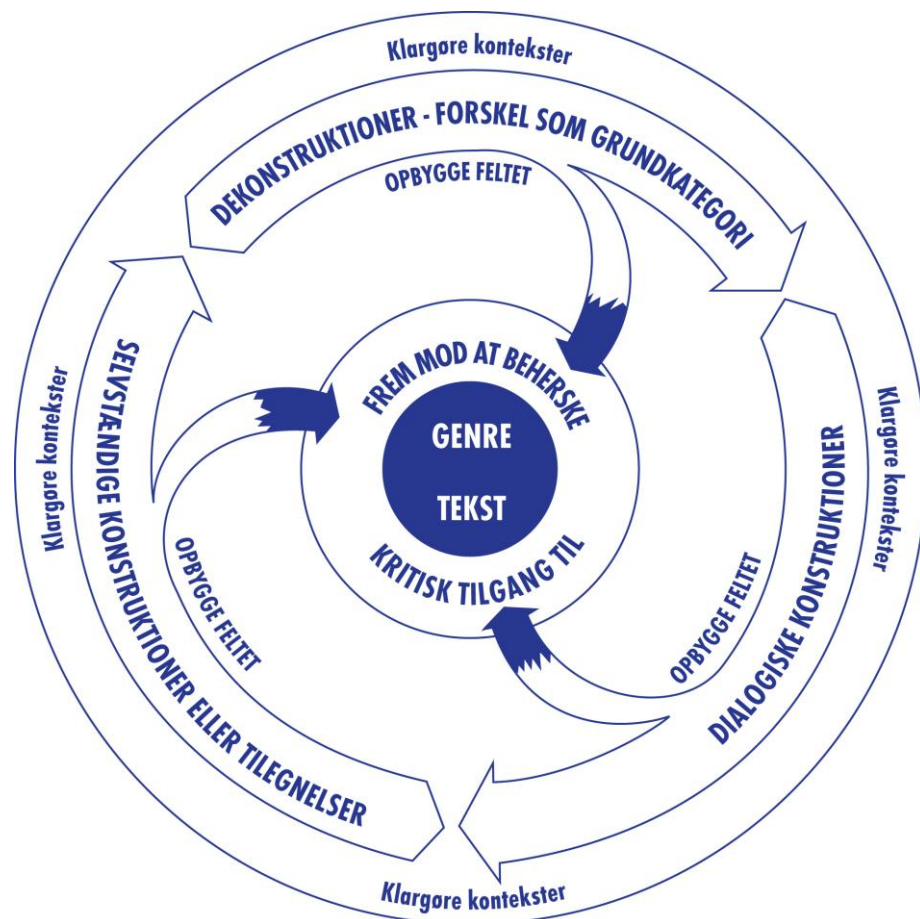 Klargøre kontekster
DEKONSTRUKTIONER - FORSKEL SOM GRUNDKATEGORI
OPBYGGE FELTET
FREM MOD AT BEHERSKE
GENRE
TEKST
KRITISK TILGANG TIL
Klargøre kontekster
DIALOGISKE KONSTRUKTIONER
OPBYGGE FELTET
Klargøre kontekster
SELVSTÆNDIGE KONSTRUKTIONER ELLER TILEGNELSER
OPBYGGE FELTET
Klargøre kontekster